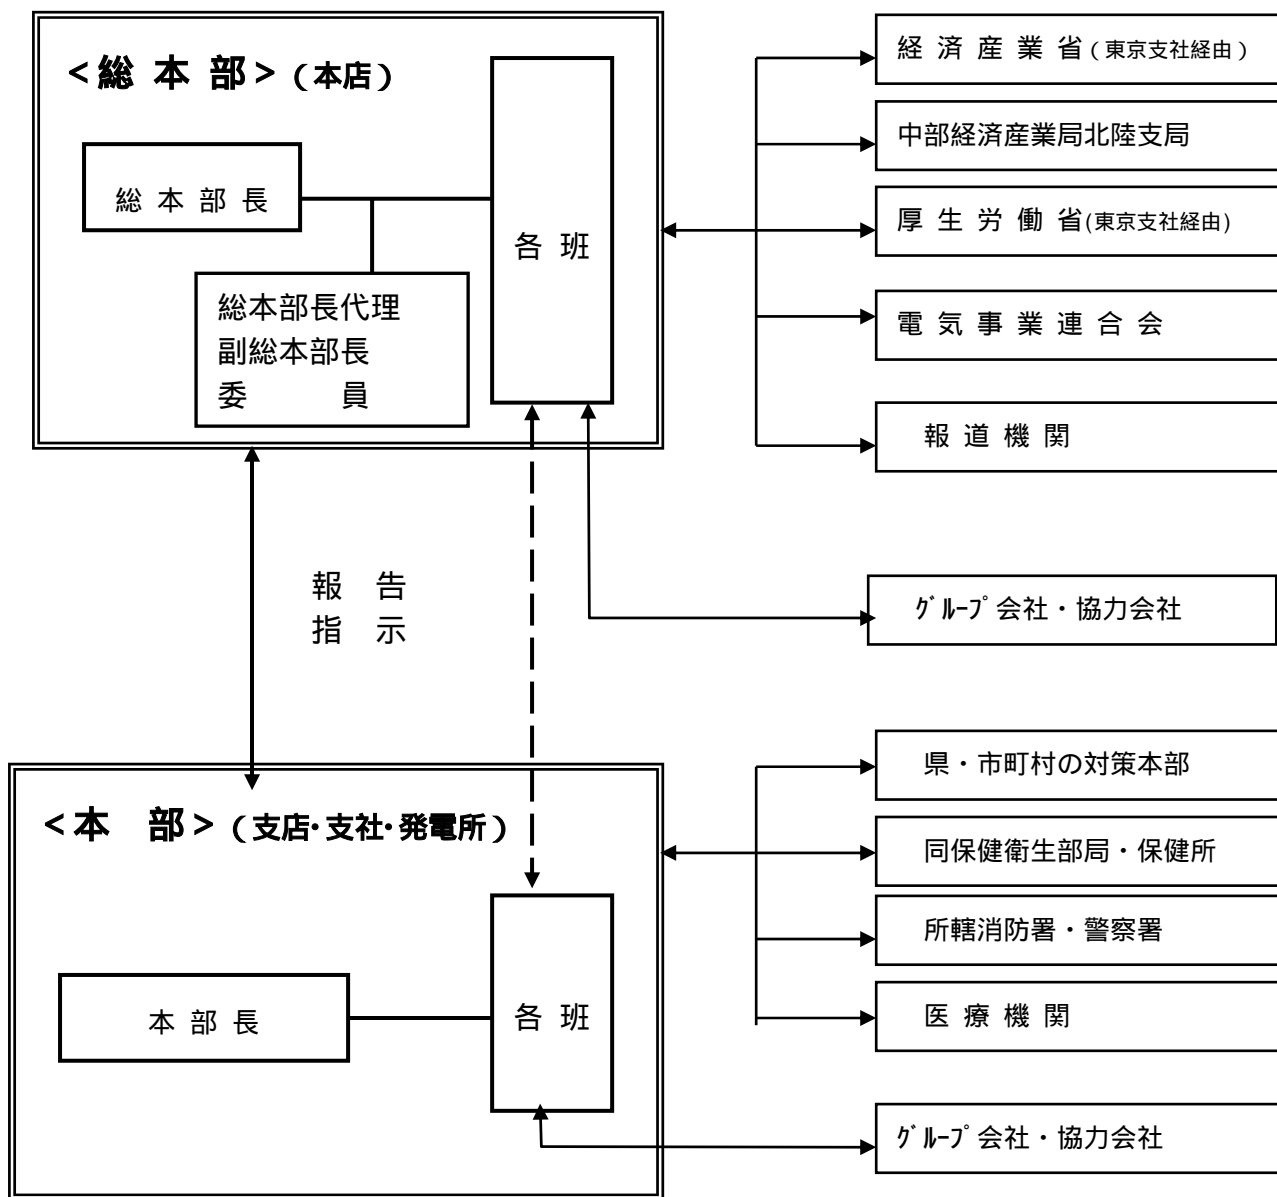 <総 本 部>(本店)
総 本 部 長
総本部長代理
副総本部長
委 員
各 班
経 済 産 業 省(東京支社経由)
中部経済産業局北陸支局
厚 生 労 働 省(東京支社経由)
電 気 事 業 連 合 会
報 道 機 関
報 告
指 示
グループ会社・協力会社
<本 部>(支店・支社・発電所)
本 部 長
各 班
県・市町村の対策本部
同保健衛生部局・保健所
所轄消防署・警察署
医 療 機 関
グループ会社・協力会社